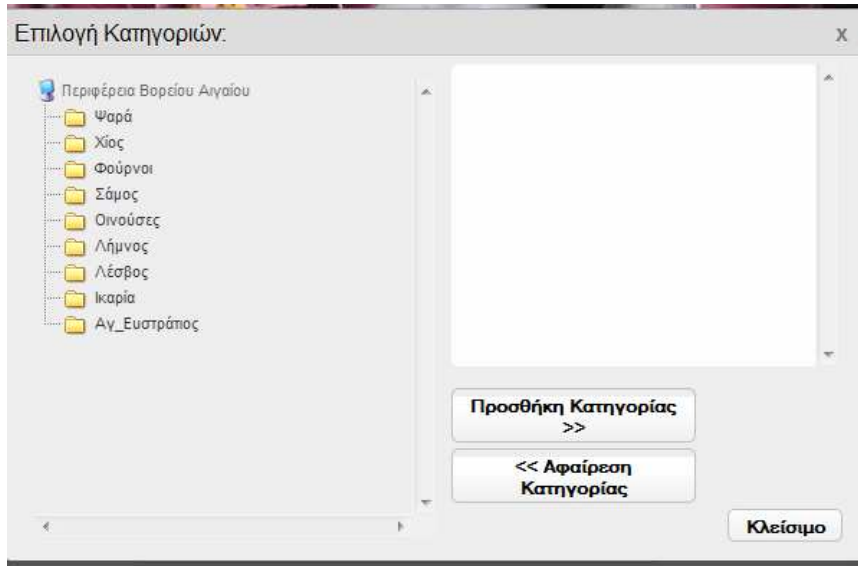 Επιλογή Κατηγοριών:
x
Περιφέρεια Βορείου Αιγαίου
Ψαρά
Χίος
Φούρνοι
Σάμος
Οινούσες
Λήμνος
Λέσβος
Ικαρία
Αγ_Ευστράτιος
Προσθήκη Κατηγορίας
>>
<< Αφαίρεση
Κατηγορίας
Κλείσιμο